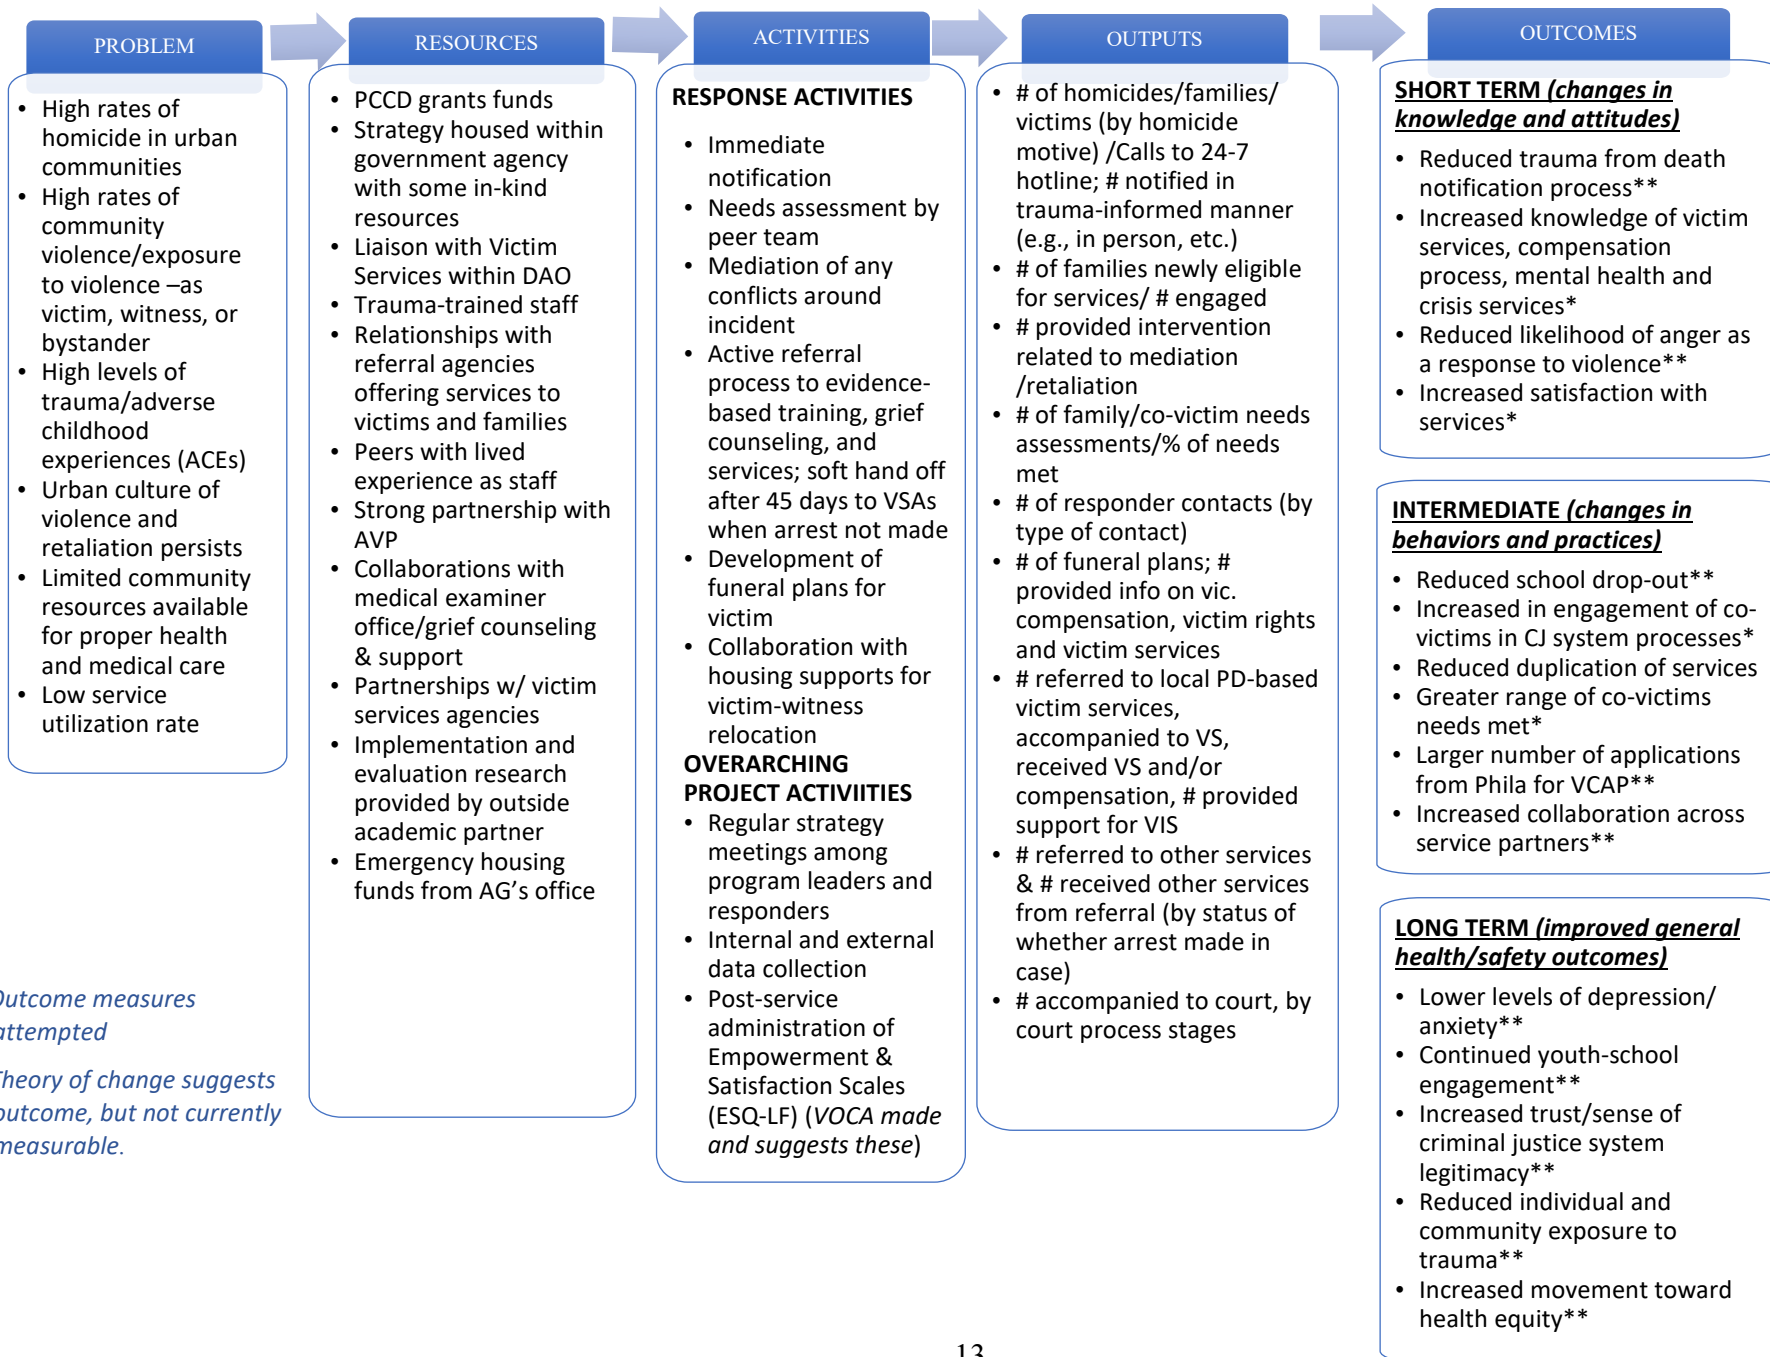 PROBLEM
• High rates of
homicide in urban
communities
• High rates of
community
violence/exposure
to violence –as
victim, witness, or
bystander
• High levels of
trauma/adverse
childhood
experiences (ACEs)
• Urban culture of
violence and
retaliation persists
• Limited community
resources available
for proper health
and medical care
• Low service
utilization rate
Outcome measures
attempted
Theory of change suggests
outcome, but not currently
measurable.
RESOURCES
• PCCD grants funds
• Strategy housed within
government agency
with some in-kind
resources
• Liaison with Victim
Services within DAO
• Trauma-trained staff
• Relationships with
referral agencies
offering services to
victims and families
• Peers with lived
experience as staff
• Strong partnership with
AVP
• Collaborations with
medical examiner
office/grief counseling
& support
• Partnerships w/ victim
services agencies
• Implementation and
evaluation research
provided by outside
academic partner
• Emergency housing
funds from AG’s office
ACTIVITIES
RESPONSE ACTIVITIES
• Immediate
notification
• Needs assessment by
peer team
• Mediation of any
conflicts around
incident
• Active referral
process to evidence-
based training, grief
counseling, and
services; soft hand off
after 45 days to VSAs
when arrest not made
• Development of
funeral plans for
victim
• Collaboration with
housing supports for
victim-witness
relocation
OVERARCHING
PROJECT ACTIVIITIES
• Regular strategy
meetings among
program leaders and
responders
• Internal and external
data collection
• Post-service
administration of
Empowerment &
Satisfaction Scales
(ESQ-LF) (VOCA made
and suggests these)
OUTPUTS
• # of homicides/families/
victims (by homicide
motive) /Calls to 24-7
hotline; # notified in
trauma-informed manner
(e.g., in person, etc.)
• # of families newly eligible
for services/ # engaged
• # provided intervention
related to mediation
/retaliation
• # of family/co-victim needs
assessments/% of needs
met
• # of responder contacts (by
type of contact)
• # of funeral plans; #
provided info on vic.
compensation, victim rights
and victim services
• # referred to local PD-based
victim services,
accompanied to VS,
received VS and/or
compensation, # provided
support for VIS
• # referred to other services
& # received other services
from referral (by status of
whether arrest made in
case)
• # accompanied to court, by
court process stages
OUTCOMES
SHORT TERM (changes in
knowledge and attitudes)
• Reduced trauma from death
notification process**
• Increased knowledge of victim
services, compensation
process, mental health and
crisis services*
• Reduced likelihood of anger as
a response to violence**
• Increased satisfaction with
services*
INTERMEDIATE (changes in
behaviors and practices)
• Reduced school drop-out**
• Increased in engagement of co-
victims in CJ system processes*
• Reduced duplication of services
• Greater range of co-victims
needs met*
• Larger number of applications
from Phila for VCAP**
• Increased collaboration across
service partners**
LONG TERM (improved general
health/safety outcomes)
• Lower levels of depression/
anxiety**
• Continued youth-school
engagement**
• Increased trust/sense of
criminal justice system
legitimacy**
• Reduced individual and
community exposure to
trauma**
• Increased movement toward
health equity**
13